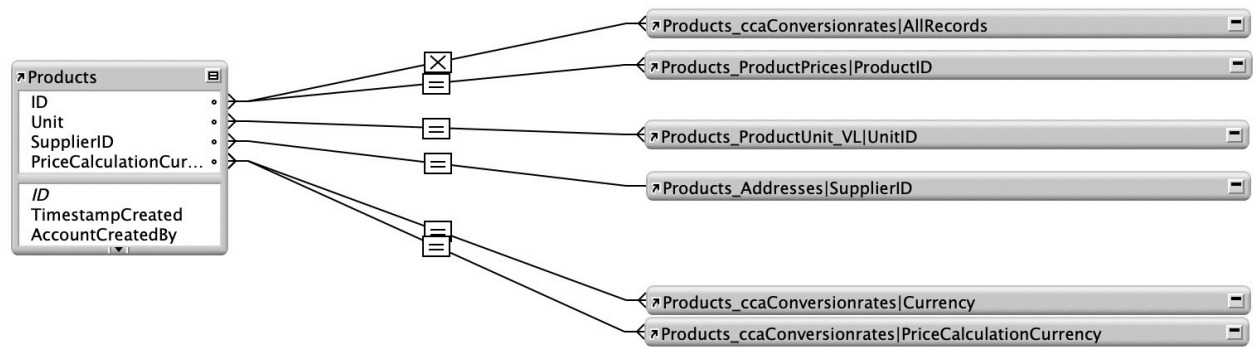 Products
ID
Unit
SupplierID
PriceCalculationCur...
ID
TimestampCreated
AccountCreatedBy
Products_ccaConversionrates|AllRecords
Products_ProductPrices|ProductID
Products_ProductUnit_VL|UnitID
Products_Addresses|SupplierID
Products_ccaConversionrates|Currency
Products_ccaConversionrates|PriceCalculationCurrency